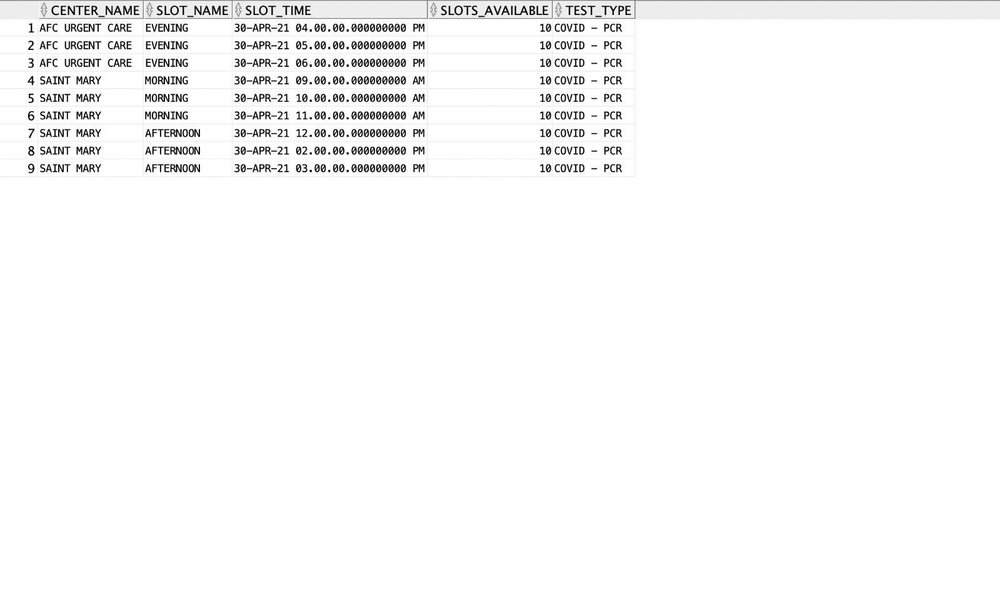 CENTER_NAME SLOT_NAME SLOT_TIME SLOTS_AVAILABLE TEST_TYPE
1 AFC URGENT CARE EVENING 30-APR-21 04.00.00.000000000 PM 10 COVID - PCR
2 AFC URGENT CARE EVENING 30-APR-21 05.00.00.000000000 PM 10 COVID - PCR
3 AFC URGENT CARE EVENING 30-APR-21 06.00.00.000000000 PM 10 COVID - PCR
4 SAINT MARY MORNING 30-APR-21 09.00.00.000000000 AM 10 COVID - PCR
5 SAINT MARY MORNING 30-APR-21 10.00.00.000000000 AM 10 COVID - PCR
6 SAINT MARY MORNING 30-APR-21 11.00.00.000000000 AM 10 COVID - PCR
7 SAINT MARY AFTERNOON 30-APR-21 12.00.00.000000000 PM 10 COVID - PCR
8 SAINT MARY AFTERNOON 30-APR-21 02.00.00.000000000 PM 10 COVID - PCR
9 SAINT MARY AFTERNOON 30-APR-21 03.00.00.000000000 PM 10 COVID - PCR